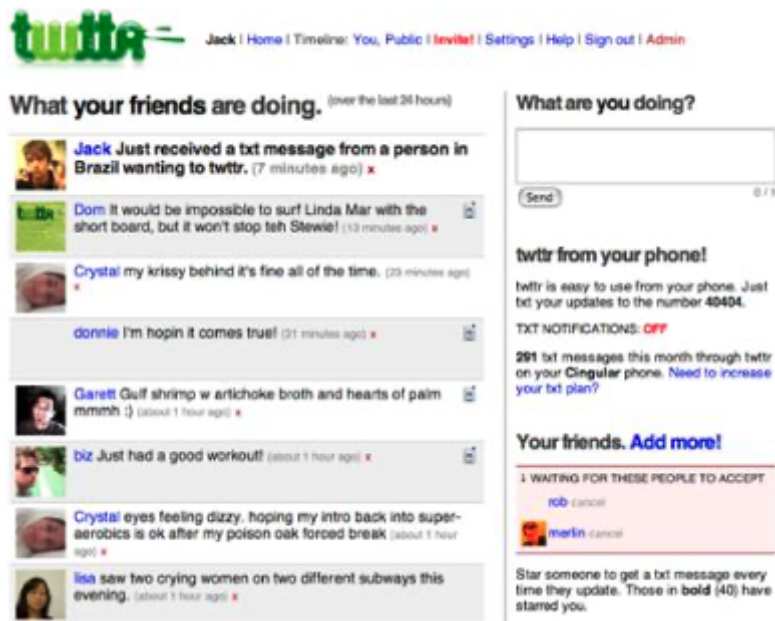 twttr
Jack | Home | Timeline: You, Public | Invite! | Settings | Help | Sign out | Admin
What your friends are doing. (over the last 24 hours)
Jack Just received a txt message from a person in
Brazil wanting to twttr. (7 minutes ago) x
Dom It would be impossible to surf Linda Mar with the
short board, but it won't stop teh Stewie! (13 minutes ago) x
Crystal my krissy behind it's fine all of the time. (23 minutes ago)
x
donnie I'm hopin it comes true! (31 minutes ago) x
Garett Gulf shrimp w artichoke broth and hearts of palm
mmmh :) (about 1 hour ago) x
biz Just had a good workout! (about 1 hour ago) x
Crystal eyes feeling dizzy. hoping my intro back into super-
aerobics is ok after my poison oak forced break (about 1 hour
ago) x
lisa saw two crying women on two different subways this
evening. (about 1 hour ago) x
What are you doing?
Send
twttr from your phone!
twttr is easy to use from your phone. Just
txt your updates to the number 40404.
TXT NOTIFICATIONS: OFF
291 txt messages this month through twttr
on your Cingular phone. Need to increase
your txt plan?
Your friends. Add more!
↓ WAITING FOR THESE PEOPLE TO ACCEPT
rob cancel
merlin cancel
Star someone to get a txt message every
time they update. Those in bold (40) have
starred you.